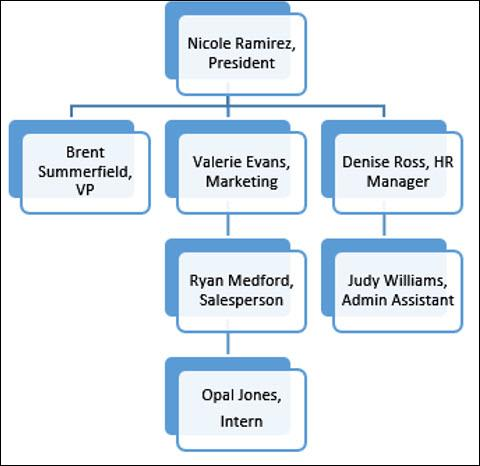 Nicole Ramirez,
President
Brent
Summerfield,
VP
Valerie Evans,
Marketing
Denise Ross, HR
Manager
Ryan Medford,
Salesperson
Judy Williams,
Admin Assistant
Opal Jones,
Intern